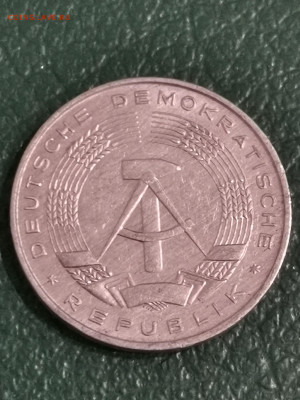 DEUTSCHE DEMOKRATISCHE
* REPUBLIK *